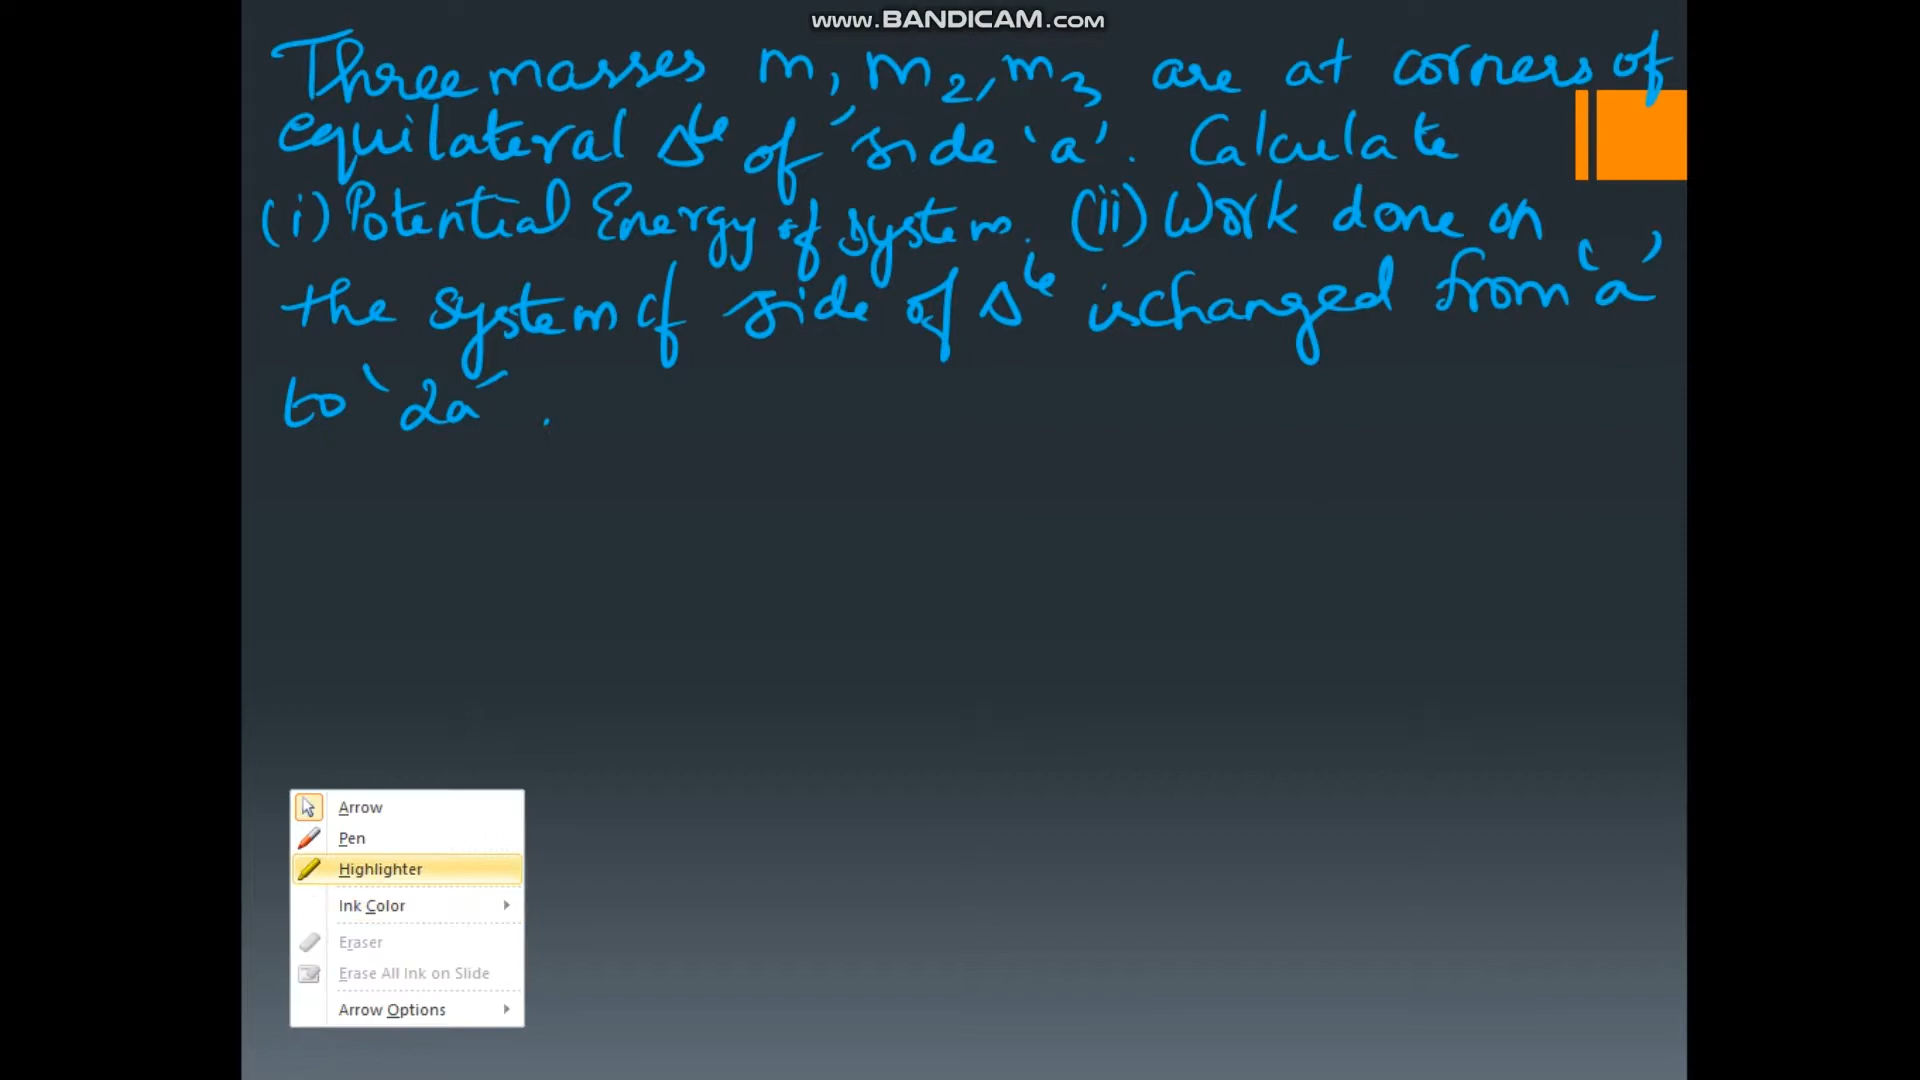 www.BANDICAM.com
Three masses m, m2, m3 are at corners of
equilateral Δle of side 'a'. Calculate
(i) Potential Energy of system. (ii) Work done on
the system if side of Δle is changed from 'a'
to '2a'.
Arrow
Pen
Highlighter
Ink Color
Eraser
Erase All Ink on Slide
Arrow Options